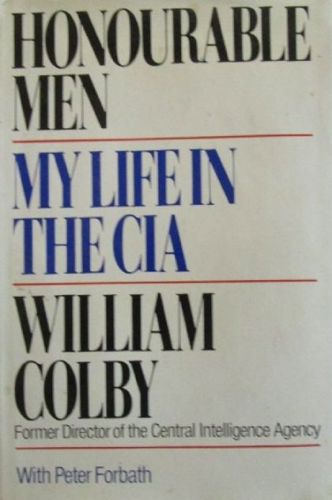 HONOURABLE
MEN
MY LIFE IN
THE CIA
WILLIAM
COLBY
Former Director of the Central Intelligence Agency
With Peter Forbath